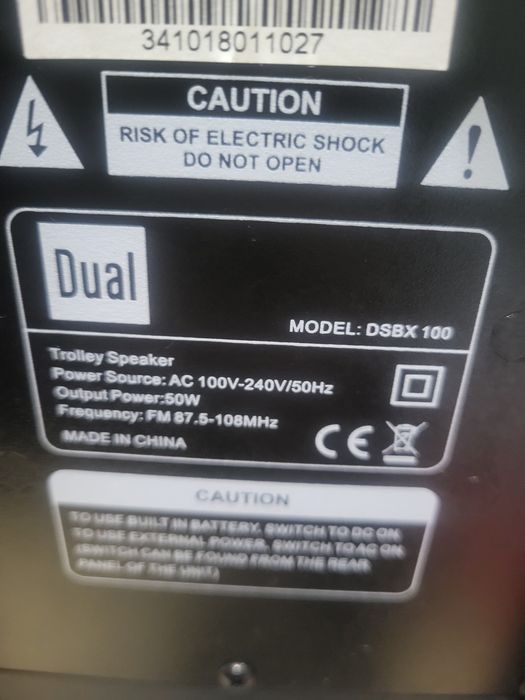 341018011027
CAUTION
RISK OF ELECTRIC SHOCK
DO NOT OPEN
Dual
MODEL: DSBX 100
Trolley Speaker
Power Source: AC 100V-240V/50Hz
Output Power:50W
Frequency: FM 87.5-108MHz
MADE IN CHINA
CE
CAUTION
TO USE BUILT IN BATTERY, SWITCH TO DC ON
TO USE EXTERNAL POWER, SWITCH TO AC ON
(SWITCH CAN BE FOUND FROM THE REAR
PANEL OF THE UNIT)